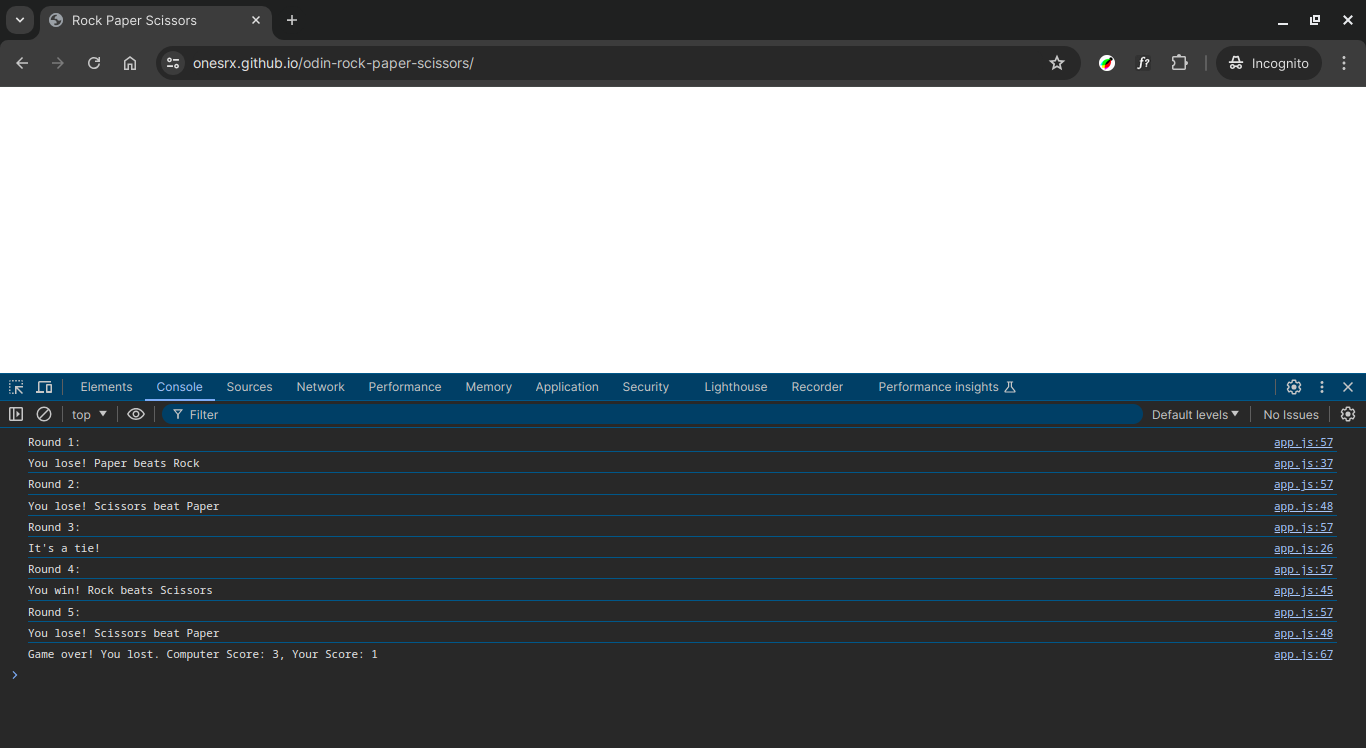 Rock Paper Scissors
onesrx.github.io/odin-rock-paper-scissors/
f?
Incognito
Elements Console Sources Network Performance Memory Application Security Lighthouse Recorder Performance insights
top Filter Default levels No Issues
Round 1: app.js:57
You lose! Paper beats Rock app.js:37
Round 2: app.js:57
You lose! Scissors beat Paper app.js:48
Round 3: app.js:57
It's a tie! app.js:26
Round 4: app.js:57
You win! Rock beats Scissors app.js:45
Round 5: app.js:57
You lose! Scissors beat Paper app.js:48
Game over! You lost. Computer Score: 3, Your Score: 1 app.js:67